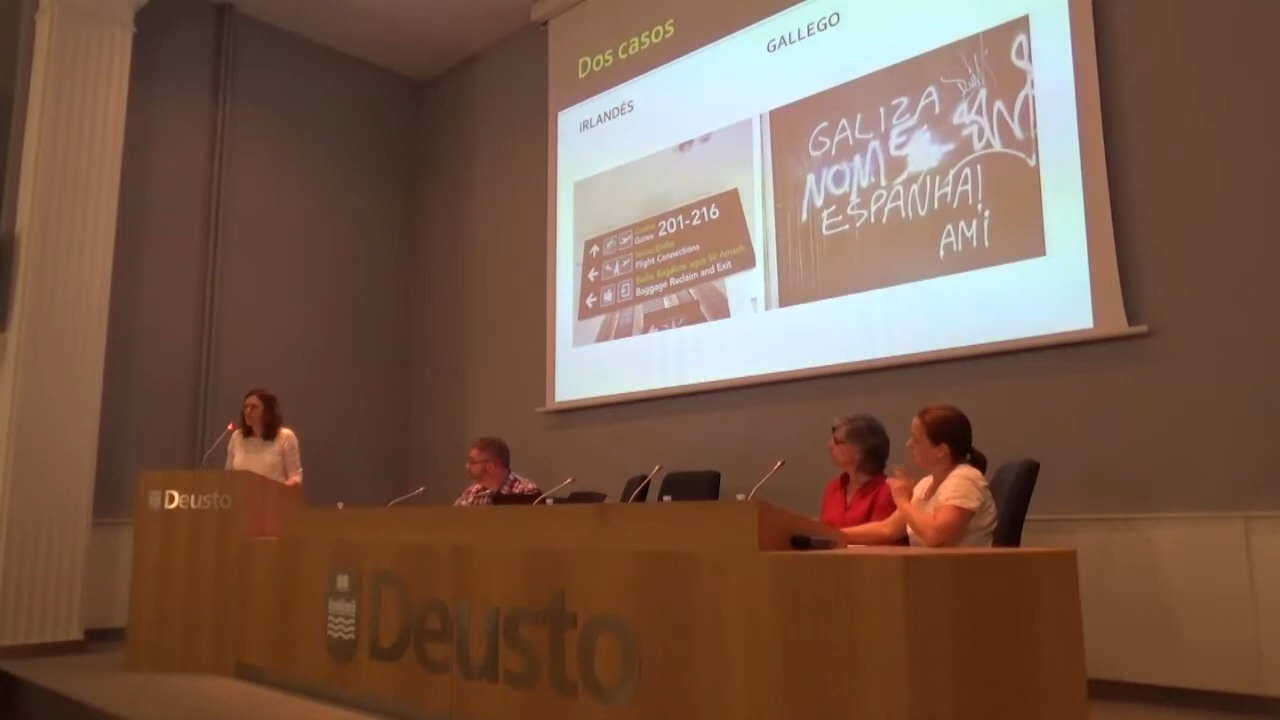 Dos casos
IRLANDÉS
GALLEGO
201-216
Gates
Flight Connections
Baggage Reclaim and Exit
GALIZA
NOM É
ESPANHA!
AMI
Deusto
Deusto